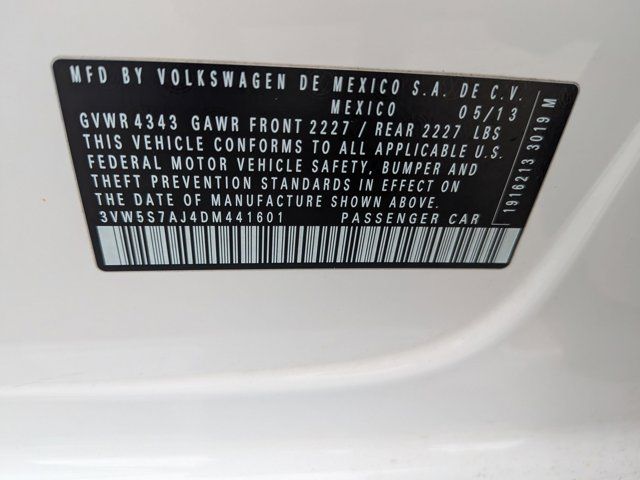 MFD BY VOLKSWAGEN DE MEXICO S.A. DE C.V.
MEXICO 05/13
GVWR 4343 GAWR FRONT 2227 / REAR 2227 LBS
THIS VEHICLE CONFORMS TO ALL APPLICABLE U.S.
FEDERAL MOTOR VEHICLE SAFETY, BUMPER AND
THEFT PREVENTION STANDARDS IN EFFECT ON
THE DATE OF MANUFACTURE SHOWN ABOVE.
3VW5S7AJ4DM441601 PASSENGER CAR
1916213 3019 M